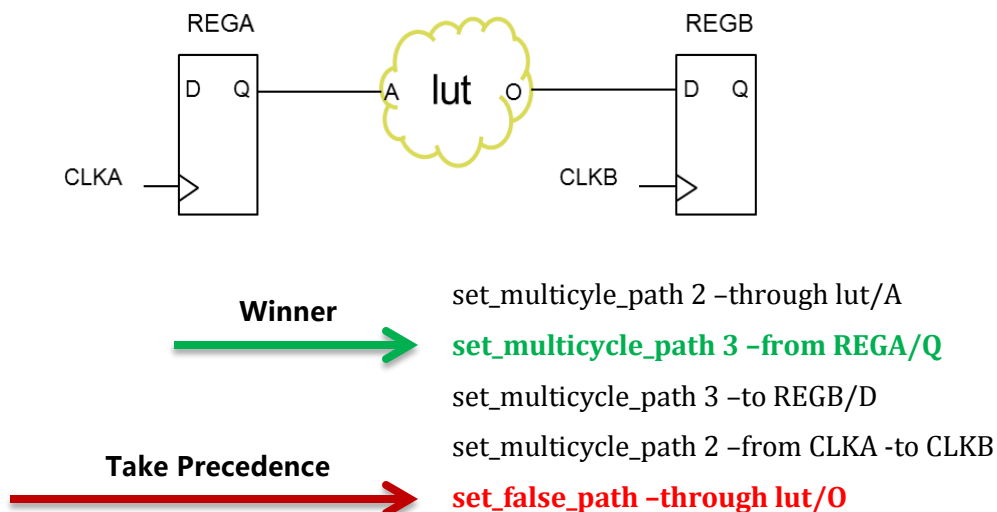 REGA
REGB
D Q
A lut O
D Q
CLKA
CLKB
Winner
set_multicyle_path 2 –through lut/A
set_multicycle_path 3 –from REGA/Q
set_multicycle_path 3 –to REGB/D
set_multicycle_path 2 –from CLKA -to CLKB
Take Precedence
set_false_path –through lut/O